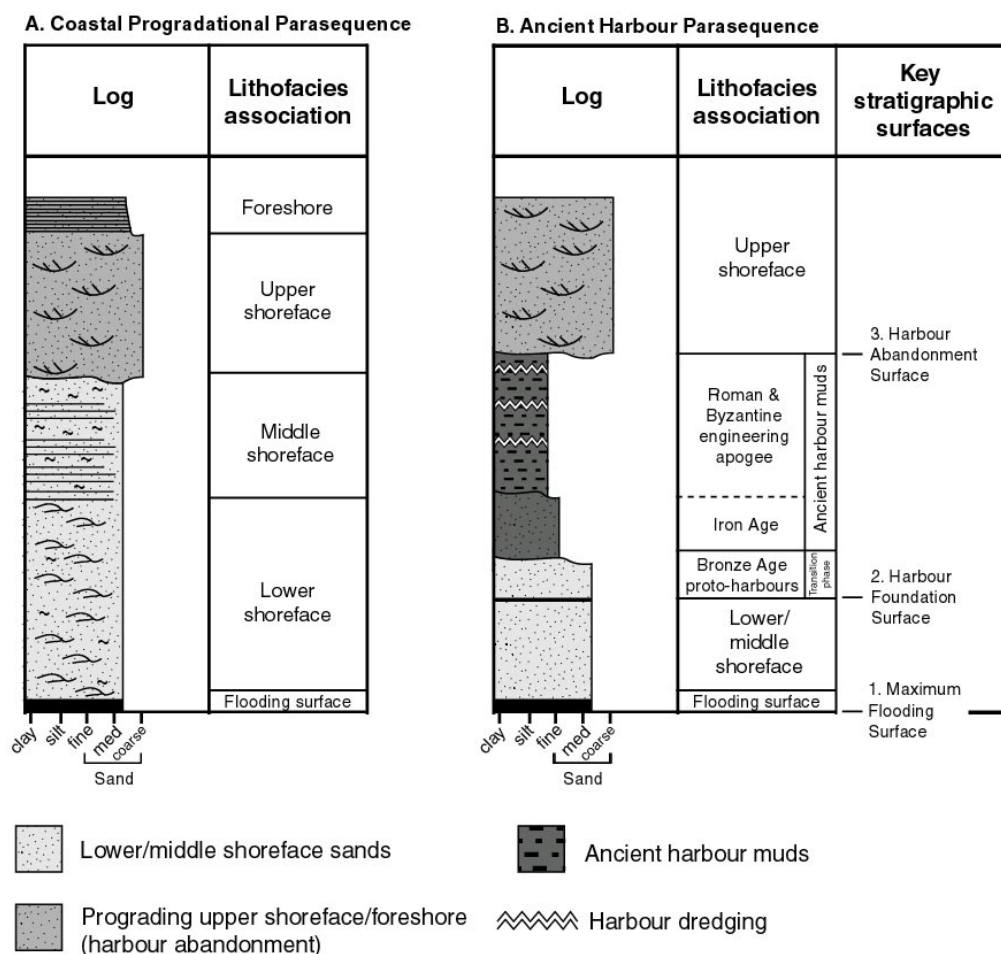 A. Coastal Progradational Parasequence
Log
Lithofacies
association
Foreshore
Upper
shoreface
Middle
shoreface
Lower
shoreface
Flooding surface
clay
silt
fine
med
coarse
Sand
B. Ancient Harbour Parasequence
Log
Lithofacies
association
Key
stratigraphic
surfaces
Upper
shoreface
3. Harbour
Abandonment
Surface
Roman &
Byzantine
engineering
apogee
Iron Age
Ancient harbour muds
Bronze Age
proto-harbours
Transition
phase
2. Harbour
Foundation
Surface
Lower/
middle
shoreface
Flooding surface
1. Maximum
Flooding
Surface
clay
silt
fine
med
coarse
Sand
Lower/middle shoreface sands
Ancient harbour muds
Prograding upper shoreface/foreshore
(harbour abandonment)
Harbour dredging